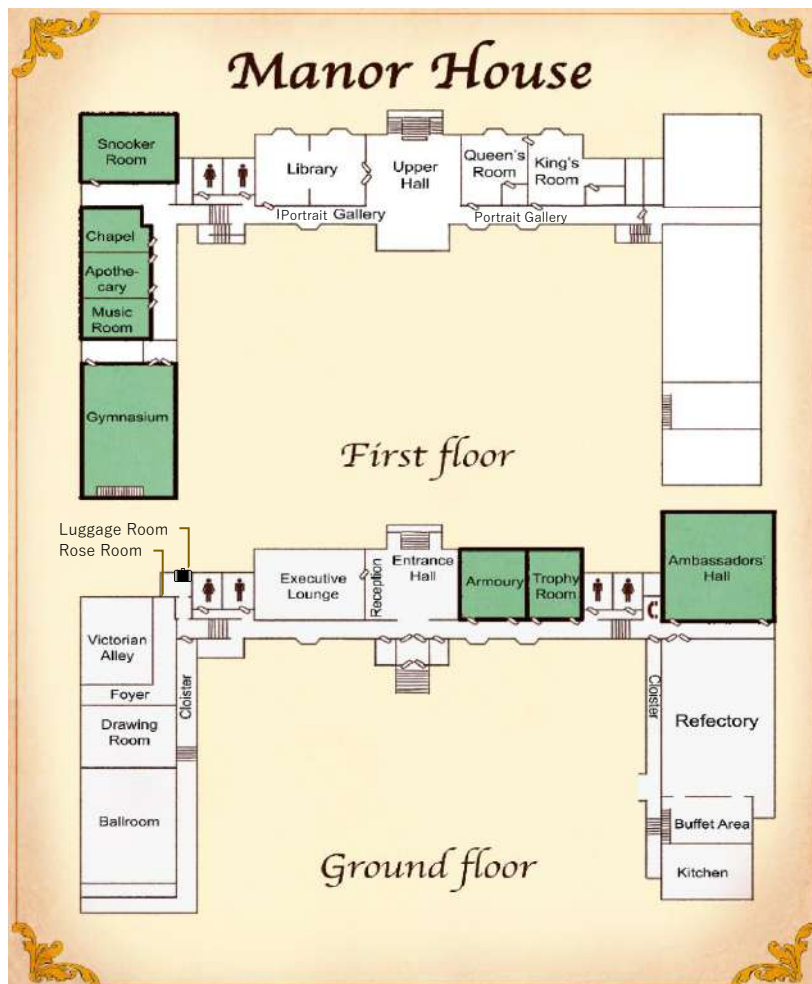 Manor House
Snooker
Room
Library
Upper
Hall
Queen's
Room
King's
Room
IPortrait Gallery
Portrait Gallery
Chapel
Apothe-
cary
Music
Room
Gymnasium
First floor
Luggage Room
Rose Room
Executive
Lounge
Reception
Entrance
Hall
Armoury
Trophy
Room
Ambassadors'
Hall
Victorian
Alley
Foyer
Cloister
Drawing
Room
Ballroom
Cloister
Refectory
Buffet Area
Kitchen
Ground floor